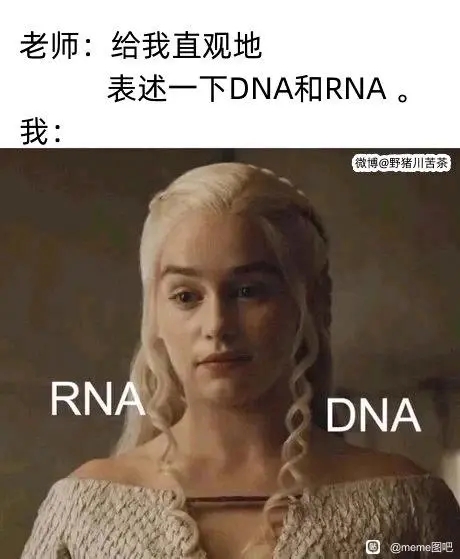 老师：给我直观地
表述一下DNA和RNA 。
我：
微博@野猪川苦茶
RNA
DNA
@meme图吧